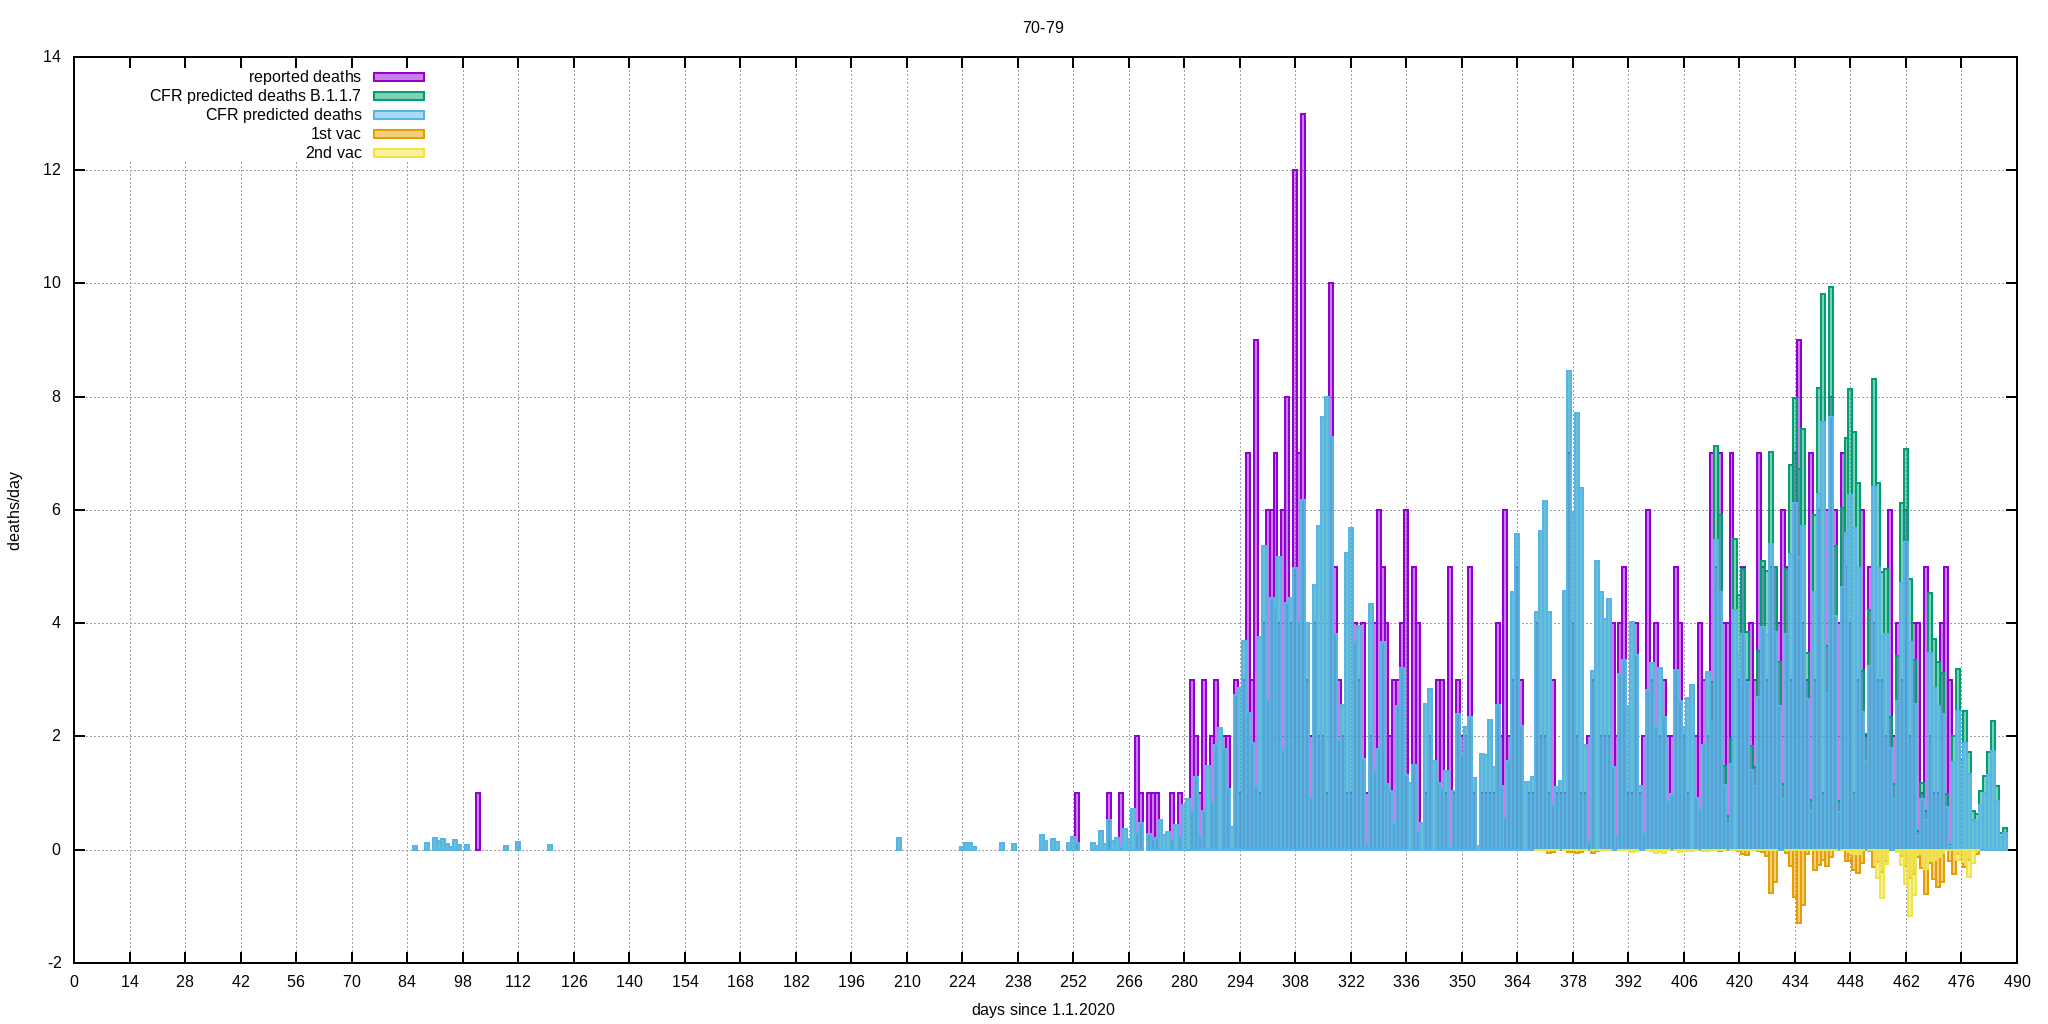 70-79
reported deaths
CFR predicted deaths B.1.1.7
CFR predicted deaths
1st vac
2nd vac
14
12
10
8
6
4
2
0
-2
deaths/day
0 14 28 42 56 70 84 98 112 126 140 154 168 182 196 210 224 238 252 266 280 294 308 322 336 350 364 378 392 406 420 434 448 462 476 490
days since 1.1.2020